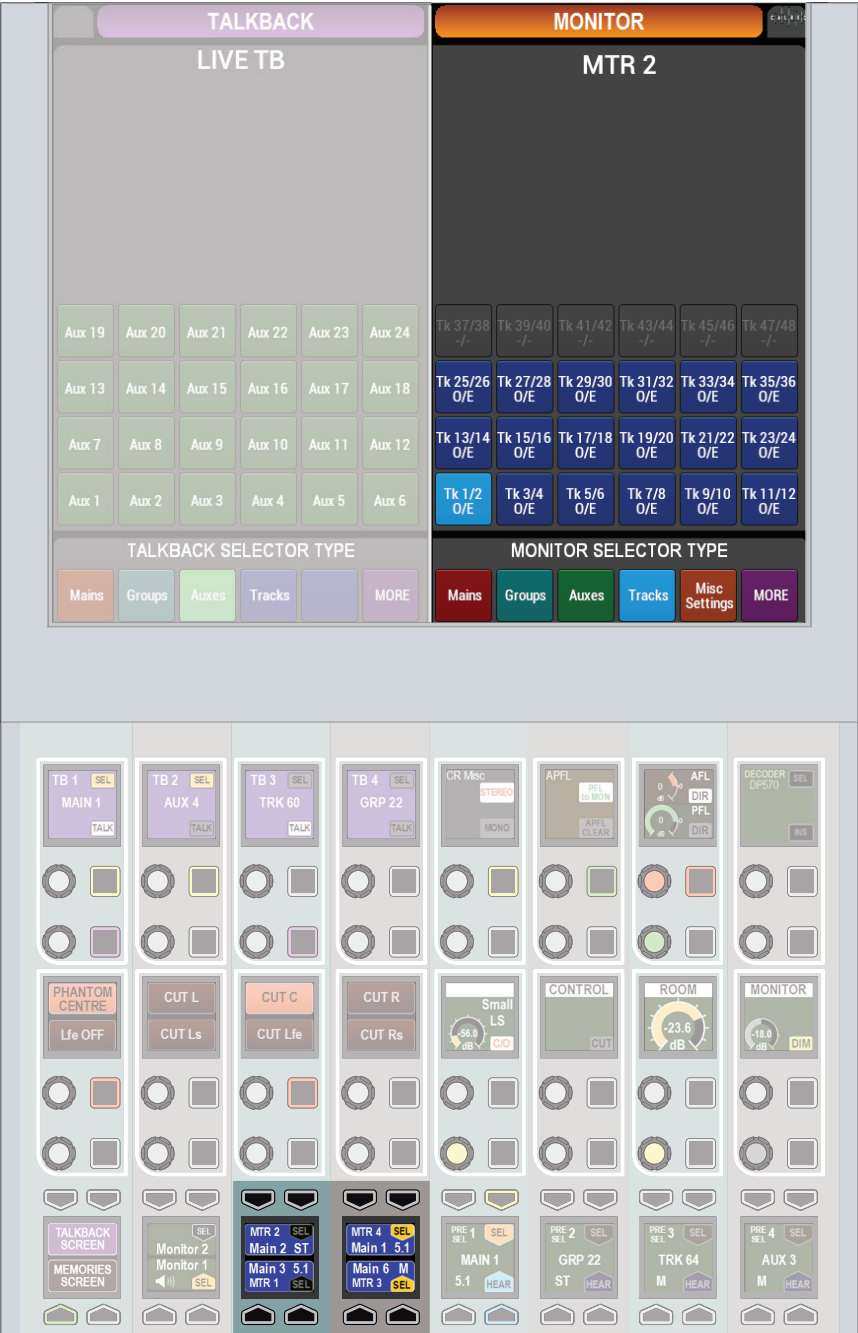 TALKBACK
MONITOR
LIVE TB
MTR 2
Aux 19 Aux 20 Aux 21 Aux 22 Aux 23 Aux 24
Aux 13 Aux 14 Aux 15 Aux 16 Aux 17 Aux 18
Aux 7 Aux 8 Aux 9 Aux 10 Aux 11 Aux 12
Aux 1 Aux 2 Aux 3 Aux 4 Aux 5 Aux 6
Tk 37/38 Tk 39/40 Tk 41/42 Tk 43/44 Tk 45/46 Tk 47/48
-/- -/- -/- -/- -/- -/-
Tk 25/26 Tk 27/28 Tk 29/30 Tk 31/32 Tk 33/34 Tk 35/36
O/E O/E O/E O/E O/E O/E
Tk 13/14 Tk 15/16 Tk 17/18 Tk 19/20 Tk 21/22 Tk 23/24
O/E O/E O/E O/E O/E O/E
Tk 1/2 Tk 3/4 Tk 5/6 Tk 7/8 Tk 9/10 Tk 11/12
O/E O/E O/E O/E O/E O/E
TALKBACK SELECTOR TYPE
Mains Groups Auxes Tracks MORE
MONITOR SELECTOR TYPE
Mains Groups Auxes Tracks Misc Settings MORE
TB 1 SEL
MAIN 1
TALK
TB 2 SEL
AUX 4
TALK
TB 3 SEL
TRK 60
TALK
TB 4 SEL
GRP 22
TALK
CR Misc
STEREO
MONO
APFL
PFL
to MON
APFL
CLEAR
AFL
0
dB DIR
PFL
0
dB DIR
DECODER SEL
DP570
INS
PHANTOM
CENTRE
Lfe OFF
CUT L
CUT Ls
CUT C
CUT Lfe
CUT R
CUT Rs
Small
LS
-56.0
dB C/O
CONTROL
CUT
ROOM
-23.6
dB
MONITOR
-18.0
dB DIM
TALKBACK
SCREEN
MEMORIES
SCREEN
SEL
Monitor 2
Monitor 1
SEL
MTR 2 SEL
Main 2 ST
Main 3 5.1
MTR 1 SEL
MTR 4 SEL
Main 1 5.1
Main 6 M
MTR 3 SEL
PRE SEL 1 SEL
MAIN 1
5.1 HEAR
PRE SEL 2 SEL
GRP 22
ST HEAR
PRE SEL 3 SEL
TRK 64
M HEAR
PRE SEL 4 SEL
AUX 3
M HEAR